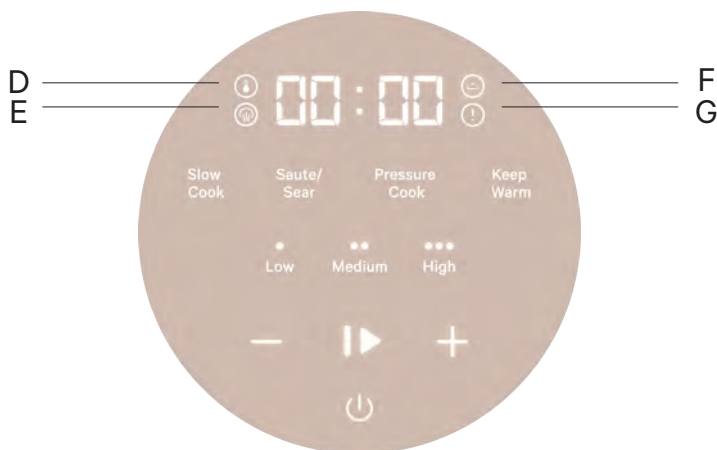 D 00:00 F
E G
Slow Cook Saute/ Sear Pressure Cook Keep Warm
Low Medium High